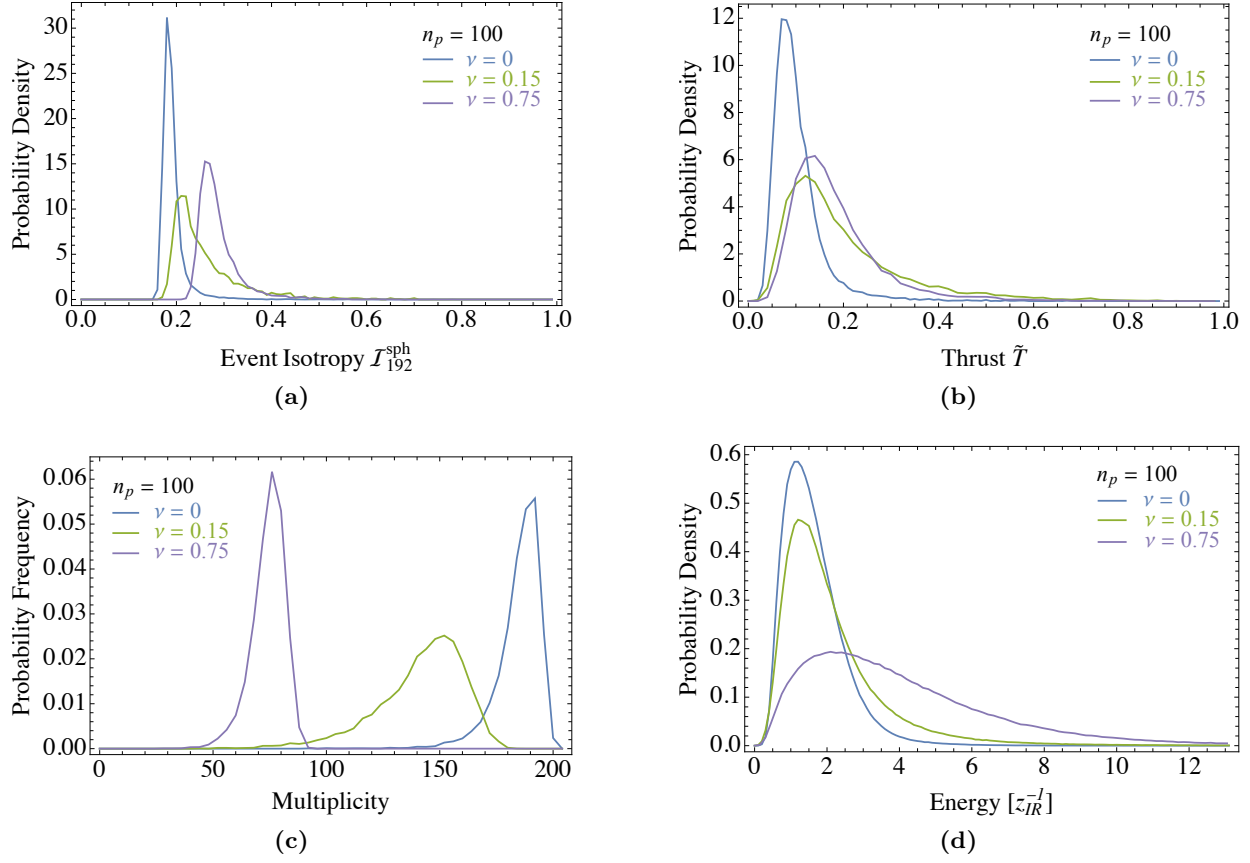 30
25
20
15
10
5
0
Probability Density
n_p = 100
ν = 0
ν = 0.15
ν = 0.75
0.0 0.2 0.4 0.6 0.8 1.0
Event Isotropy 𝓘_{192}^{sph}
(a)
12
10
8
6
4
2
0
Probability Density
n_p = 100
ν = 0
ν = 0.15
ν = 0.75
0.0 0.2 0.4 0.6 0.8 1.0
Thrust T̃
(b)
0.06
0.05
0.04
0.03
0.02
0.01
0.00
Probability Frequency
n_p = 100
ν = 0
ν = 0.15
ν = 0.75
0 50 100 150 200
Multiplicity
(c)
0.6
0.5
0.4
0.3
0.2
0.1
0.0
Probability Density
n_p = 100
ν = 0
ν = 0.15
ν = 0.75
0 2 4 6 8 10 12
Energy [z_{IR}^{-1}]
(d)